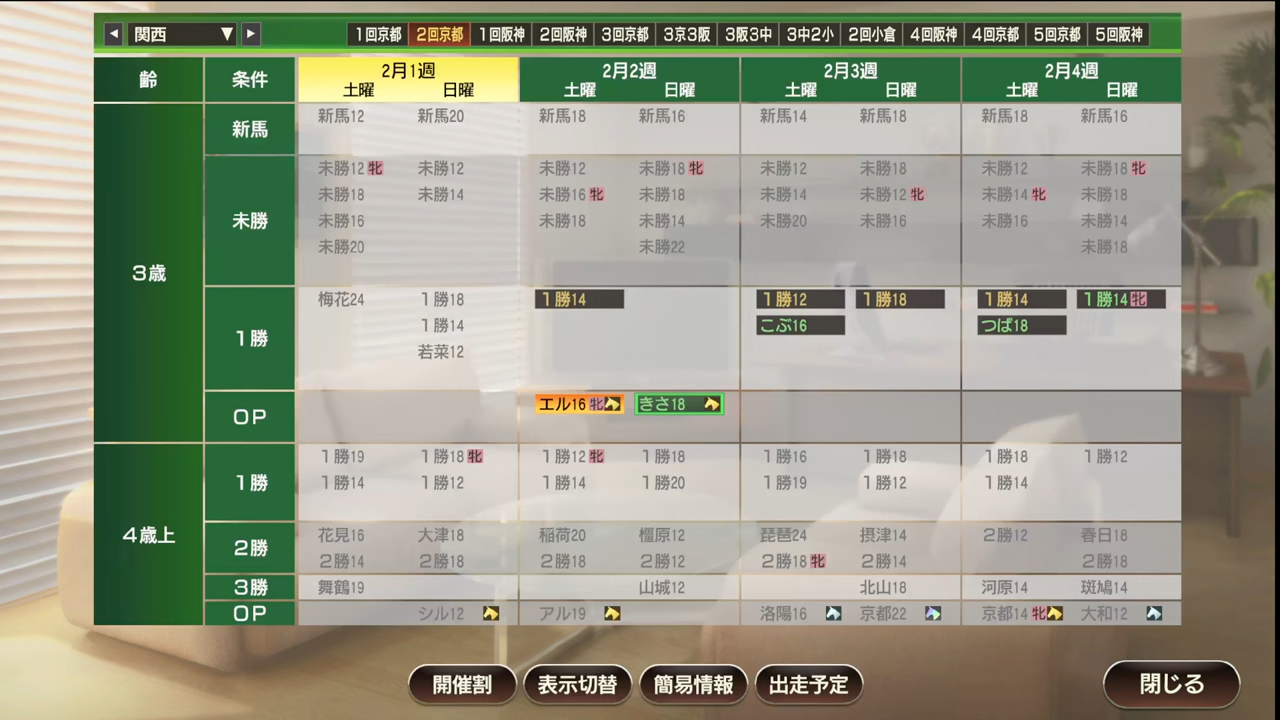 ◀ 関西 ▼ ▶ 1回京都 2回京都 1回阪神 2回阪神 3回京都 3京3阪 3阪3中 3中2小 2回小倉 4回阪神 4回京都 5回京都 5回阪神
齢 条件 2月1週 2月2週 2月3週 2月4週
土曜 日曜 土曜 日曜 土曜 日曜 土曜 日曜
3歳
新馬 新馬12 新馬20 新馬18 新馬16 新馬14 新馬18 新馬18 新馬16
未勝
未勝12牝 未勝12 未勝12 未勝18牝 未勝12 未勝18 未勝12 未勝18牝
未勝18 未勝14 未勝16牝 未勝18 未勝14 未勝12牝 未勝14牝 未勝18
未勝16 未勝18 未勝14 未勝20 未勝16 未勝16 未勝14
未勝20 未勝22 未勝18
1勝
梅花24 1勝18 1勝14 1勝12 1勝18 1勝14 1勝14牝
1勝14 こぶ16 つば18
若菜12
OP エル16牝 きさ18
4歳上
1勝
1勝19 1勝18牝 1勝12牝 1勝18 1勝16 1勝18 1勝18 1勝12
1勝14 1勝12 1勝14 1勝20 1勝19 1勝12 1勝14
2勝
花見16 大津18 稲荷20 橿原12 琵琶24 摂津14 2勝12 春日18
2勝14 2勝18 2勝18 2勝12 2勝18牝 2勝14 2勝18
3勝 舞鶴19 山城12 北山18 河原14 斑鳩14
OP シル12 アル19 洛陽16 京都22 京都14牝 大和12
開催割 表示切替 簡易情報 出走予定 閉じる